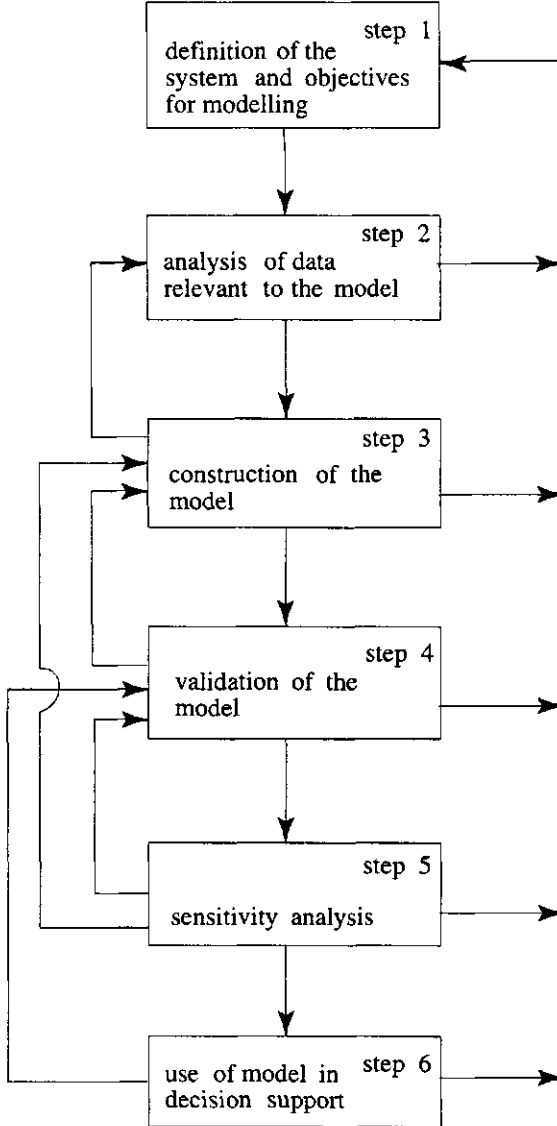 step 1
definition of the
system and objectives
for modelling
step 2
analysis of data
relevant to the model
step 3
construction of the
model
step 4
validation of the
model
step 5
sensitivity analysis
step 6
use of model in
decision support